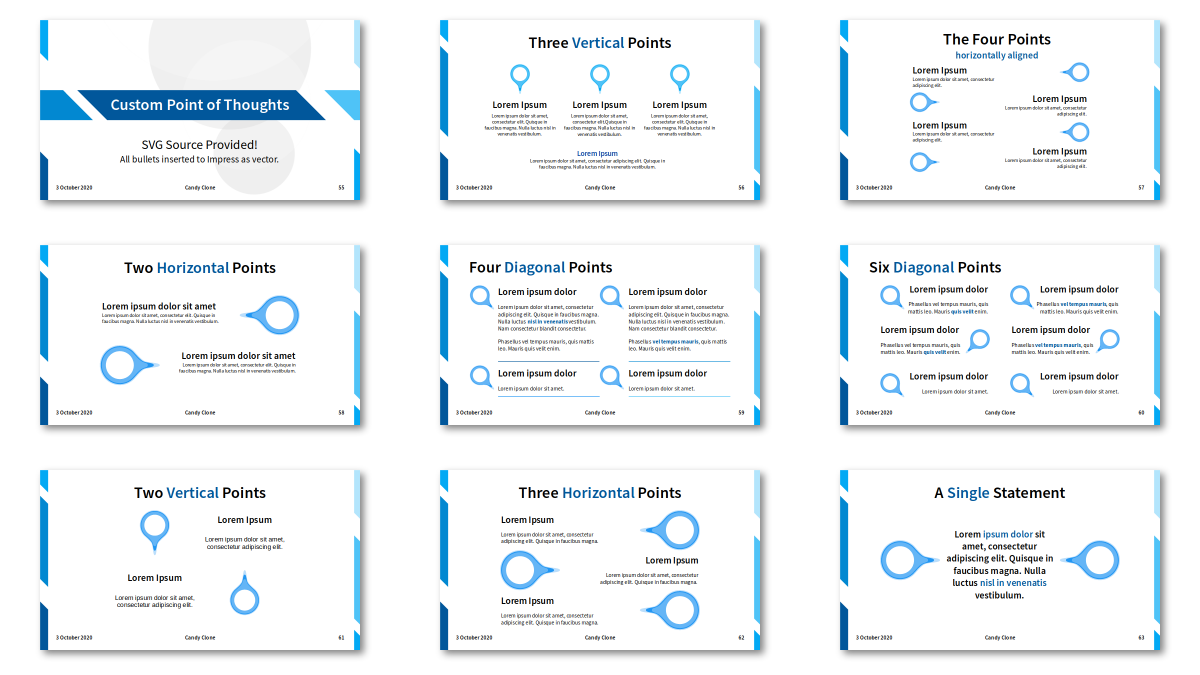 Custom Point of Thoughts
SVG Source Provided!
All bullets inserted to Impress as vector.
3 October 2020
Candy Clone
55
Three Vertical Points
Lorem Ipsum
Lorem ipsum dolor sit amet,
consectetur elit. Quisque in
faucibus magna. Nulla luctus nisl in
venenatis vestibulum.
Lorem Ipsum
Lorem ipsum dolor sit amet,
consectetur elit.Quisque in
faucibus magna. Nulla luctus nisl in
venenatis vestibulum.
Lorem Ipsum
Lorem ipsum dolor sit amet,
consectetur elit. Quisque in
faucibus magna. Nulla luctus nisl in
venenatis vestibulum.
Lorem Ipsum
Lorem ipsum dolor sit amet, consectetur adipiscing elit. Quisque in
faucibus magna. Nulla luctus nisl in venenatis vestibulum.
3 October 2020
Candy Clone
56
The Four Points
horizontally aligned
Lorem Ipsum
Lorem ipsum dolor sit amet, consectetur
adipiscing elit.
Lorem Ipsum
Lorem ipsum dolor sit amet, consectetur
adipiscing elit.
Lorem Ipsum
Lorem ipsum dolor sit amet, consectetur
adipiscing elit.
Lorem Ipsum
Lorem ipsum dolor sit amet, consectetur
adipiscing elit.
3 October 2020
Candy Clone
57
Two Horizontal Points
Lorem ipsum dolor sit amet
Lorem ipsum dolor sit amet, consectetur elit. Quisque in
faucibus magna. Nulla luctus nisl in venenatis vestibulum.
Lorem ipsum dolor sit amet
Lorem ipsum dolor sit amet, consectetur elit. Quisque in
faucibus magna. Nulla luctus nisl in venenatis vestibulum.
3 October 2020
Candy Clone
58
Four Diagonal Points
Lorem ipsum dolor
Lorem ipsum dolor sit amet, consectetur
adipiscing elit. Quisque in faucibus magna.
Nulla luctus nisl in venenatis vestibulum.
Nam consectetur blandit consectetur.
Phasellus vel tempus mauris, quis mattis
leo. Mauris quis velit enim.
Lorem ipsum dolor
Lorem ipsum dolor sit amet, consectetur
adipiscing elit. Quisque in faucibus magna.
Nulla luctus nisl in venenatis vestibulum.
Nam consectetur blandit consectetur.
Phasellus vel tempus mauris, quis mattis
leo. Mauris quis velit enim.
Lorem ipsum dolor
Lorem ipsum dolor sit amet.
Lorem ipsum dolor
Lorem ipsum dolor sit amet.
3 October 2020
Candy Clone
59
Six Diagonal Points
Lorem ipsum dolor
Phasellus vel tempus mauris, quis
mattis leo. Mauris quis velit enim.
Lorem ipsum dolor
Phasellus vel tempus mauris, quis
mattis leo. Mauris quis velit enim.
Lorem ipsum dolor
Phasellus vel tempus mauris, quis
mattis leo. Mauris quis velit enim.
Lorem ipsum dolor
Phasellus vel tempus mauris, quis
mattis leo. Mauris quis velit enim.
Lorem ipsum dolor
Lorem ipsum dolor sit amet.
Lorem ipsum dolor
Lorem ipsum dolor sit amet.
3 October 2020
Candy Clone
60
Two Vertical Points
Lorem Ipsum
Lorem ipsum dolor sit amet,
consectetur adipiscing elit.
Lorem Ipsum
Lorem ipsum dolor sit amet,
consectetur adipiscing elit.
3 October 2020
Candy Clone
61
Three Horizontal Points
Lorem Ipsum
Lorem ipsum dolor sit amet, consectetur
adipiscing elit. Quisque in faucibus magna.
Lorem Ipsum
Lorem ipsum dolor sit amet, consectetur
adipiscing elit. Quisque in faucibus magna.
Lorem Ipsum
Lorem ipsum dolor sit amet, consectetur
adipiscing elit. Quisque in faucibus magna.
3 October 2020
Candy Clone
62
A Single Statement
Lorem ipsum dolor sit
amet, consectetur
adipiscing elit. Quisque in
faucibus magna. Nulla
luctus nisl in venenatis
vestibulum.
3 October 2020
Candy Clone
63